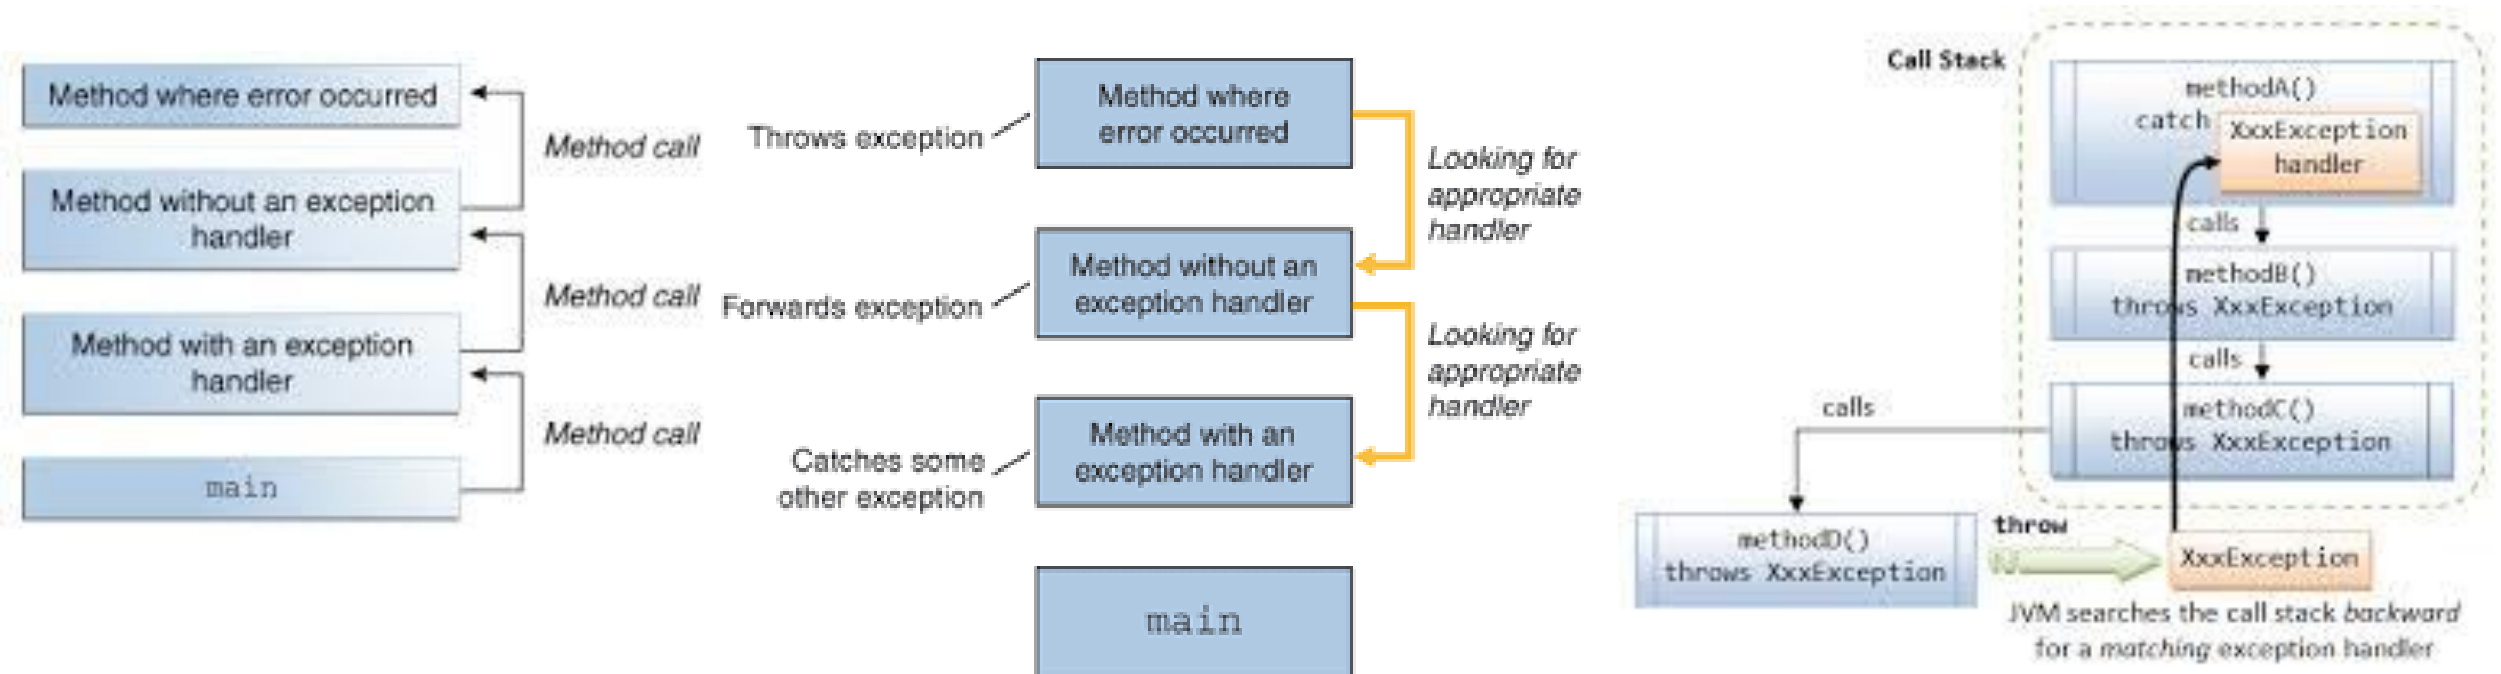 Method where error occurred
Method call
Method without an exception
handler
Method call
Method with an exception
handler
Method call
main
Throws exception
Method where
error occurred
Looking for
appropriate
handler
Forwards exception
Method without an
exception handler
Looking for
appropriate
handler
Catches some
other exception
Method with an
exception handler
main
Call Stack
methodA()
catch
XxxException
handler
calls
methodB()
throws XxxException
calls
methodC()
throws XxxException
calls
methodD()
throws XxxException
throw
XxxException
JVM searches the call stack backward
for a matching exception handler